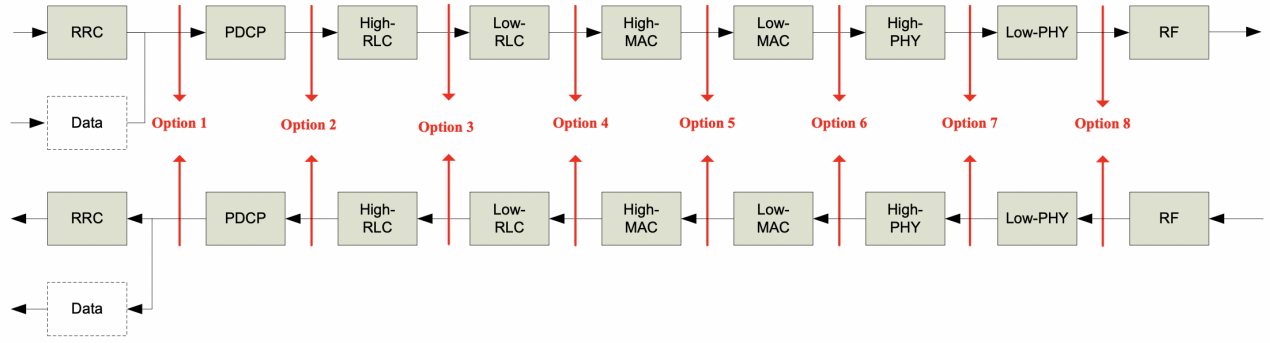 RRC
PDCP
High-
RLC
Low-
RLC
High-
MAC
Low-
MAC
High-
PHY
Low-PHY
RF
Data
Option 1
Option 2
Option 3
Option 4
Option 5
Option 6
Option 7
Option 8
RRC
PDCP
High-
RLC
Low-
RLC
High-
MAC
Low-
MAC
High-
PHY
Low-PHY
RF
Data